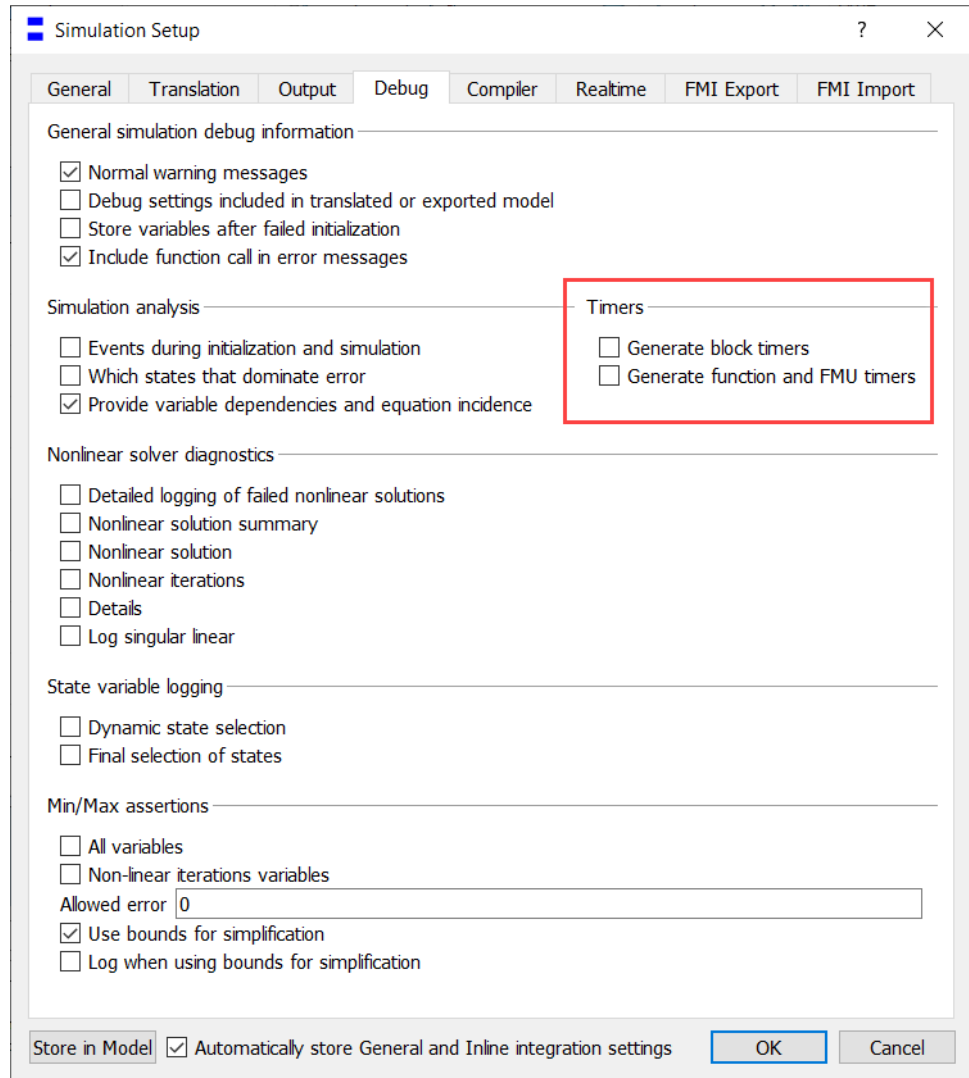 Simulation Setup
?
General Translation Output Debug Compiler Realtime FMI Export FMI Import
General simulation debug information
Normal warning messages
Debug settings included in translated or exported model
Store variables after failed initialization
Include function call in error messages
Simulation analysis
Events during initialization and simulation
Which states that dominate error
Provide variable dependencies and equation incidence
Timers
Generate block timers
Generate function and FMU timers
Nonlinear solver diagnostics
Detailed logging of failed nonlinear solutions
Nonlinear solution summary
Nonlinear solution
Nonlinear iterations
Details
Log singular linear
State variable logging
Dynamic state selection
Final selection of states
Min/Max assertions
All variables
Non-linear iterations variables
Allowed error 0
Use bounds for simplification
Log when using bounds for simplification
Store in Model Automatically store General and Inline integration settings OK Cancel